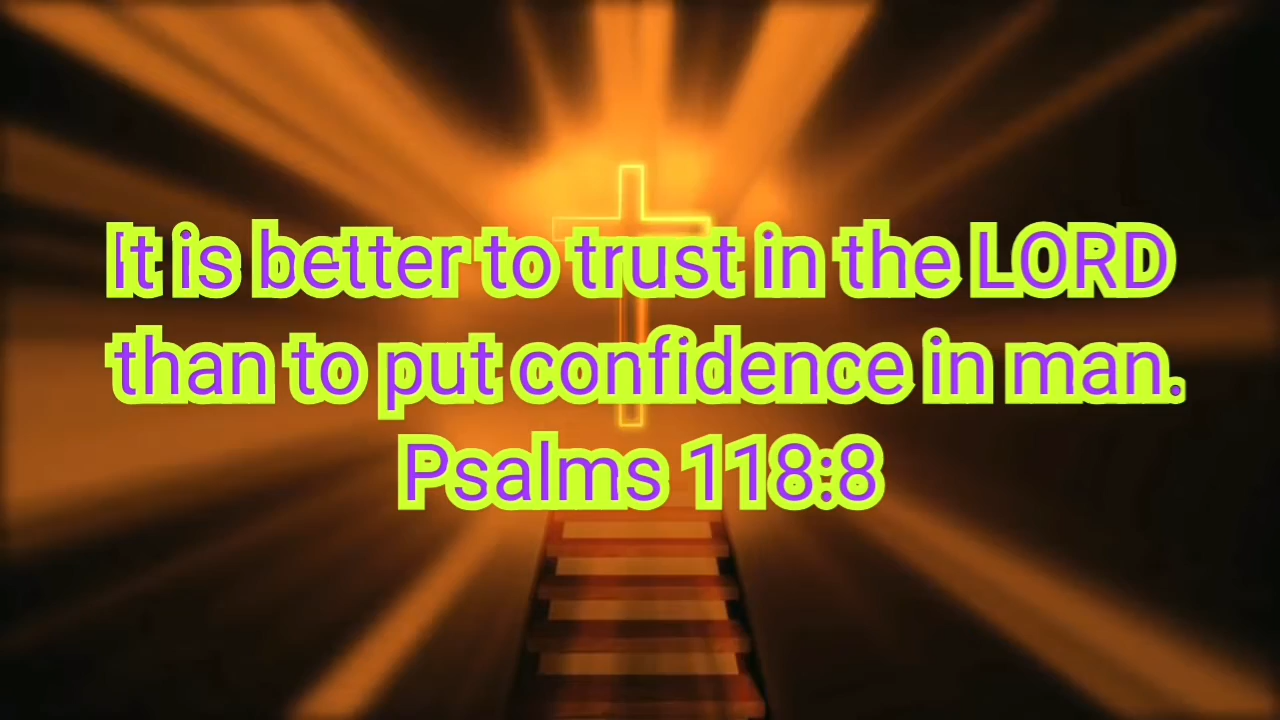 It is better to trust in the LORD
than to put confidence in man.
Psalms 118:8